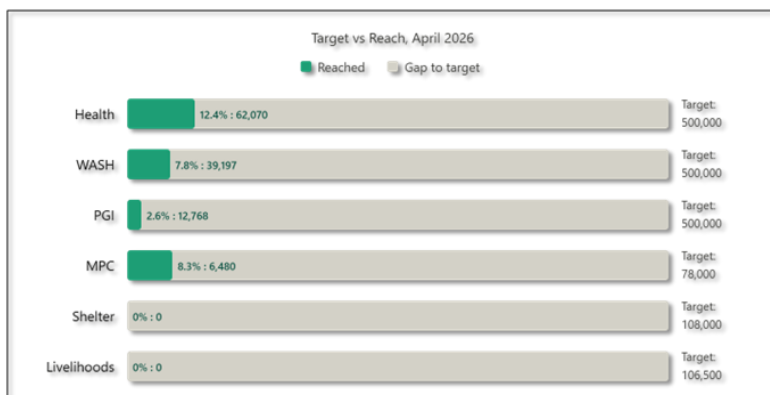 Target vs Reach, April 2026
Reached Gap to target
Health 12.4% : 62,070 Target: 500,000
WASH 7.8% : 39,197 Target: 500,000
PGI 2.6% : 12,768 Target: 500,000
MPC 8.3% : 6,480 Target: 78,000
Shelter 0% : 0 Target: 108,000
Livelihoods 0% : 0 Target: 106,500